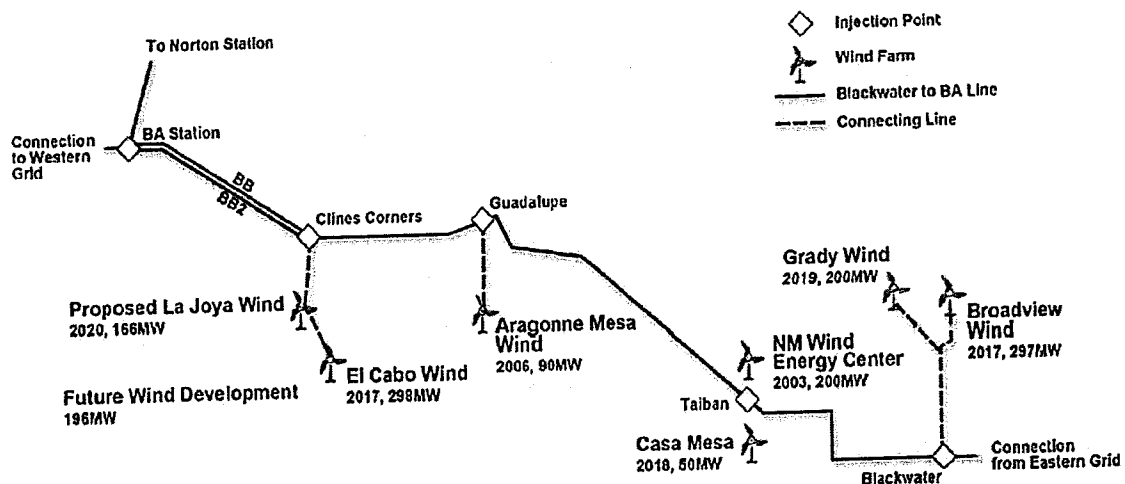 Injection Point
Wind Farm
Blackwater to BA Line
Connecting Line
To Norton Station
BA Station
Connection
to Western
Grid
BB
BB2
Clines Corners
Guadalupe
Proposed La Joya Wind
2020, 166MW
El Cabo Wind
2017, 298MW
Future Wind Development
196MW
Aragonne Mesa
Wind
2006, 90MW
Grady Wind
2019, 200MW
Broadview
Wind
2017, 297MW
NM Wind
Energy Center
2003, 200MW
Taiban
Casa Mesa
2018, 50MW
Blackwater
Connection
from Eastern Grid